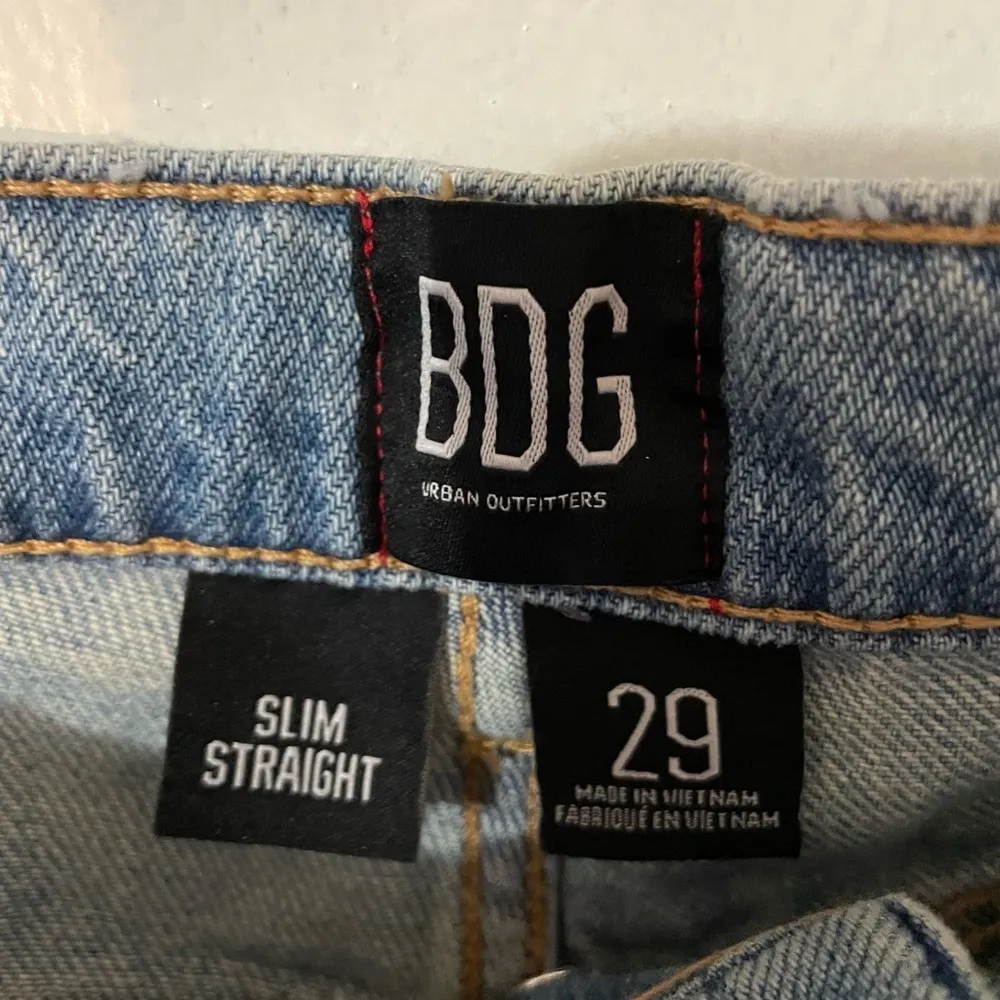 BDG
URBAN OUTFITTERS
SLIM
STRAIGHT
29
MADE IN VIETNAM
FABRIQUÉ EN VIETNAM